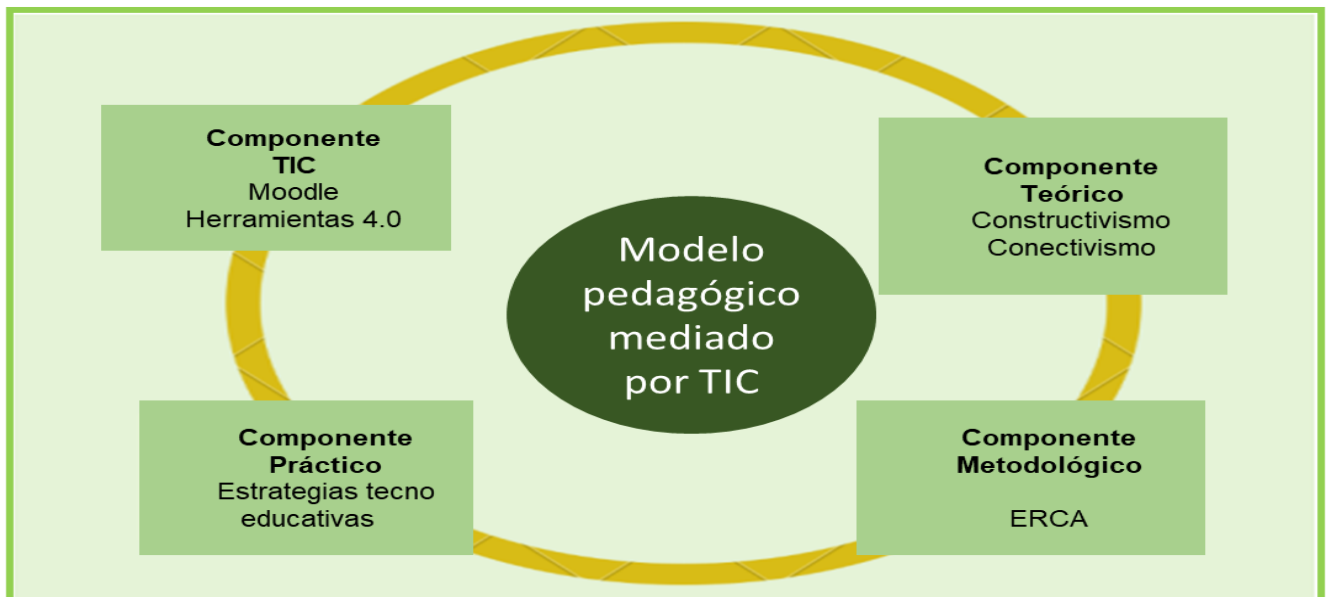 Componente
TIC
Moodle
Herramientas 4.0
Componente
Teórico
Constructivismo
Conectivismo
Modelo
pedagógico
mediado
por TIC
Componente
Práctico
Estrategias tecno
educativas
Componente
Metodológico
ERCA